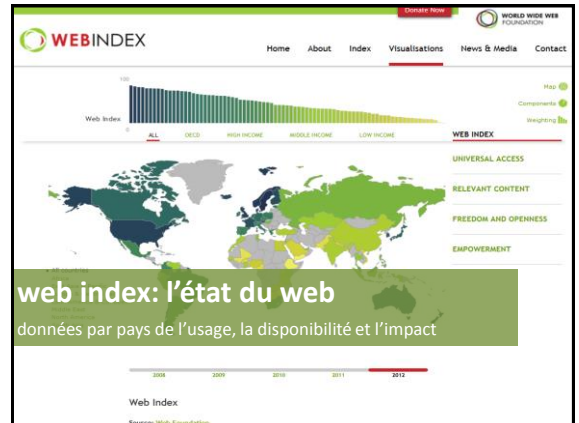 Donate Now
WORLD WIDE WEB
FOUNDATION
WEBINDEX
Home About Index Visualisations News & Media Contact
100
Map
Components
Weighting
Web Index
0
ALL OECD HIGH INCOME MIDDLE INCOME LOW INCOME
WEB INDEX
UNIVERSAL ACCESS
RELEVANT CONTENT
FREEDOM AND OPENNESS
EMPOWERMENT
web index: l’état du web
données par pays de l’usage, la disponibilité et l’impact
2008 2009 2010 2011 2012
Web Index
Source: Web Foundation